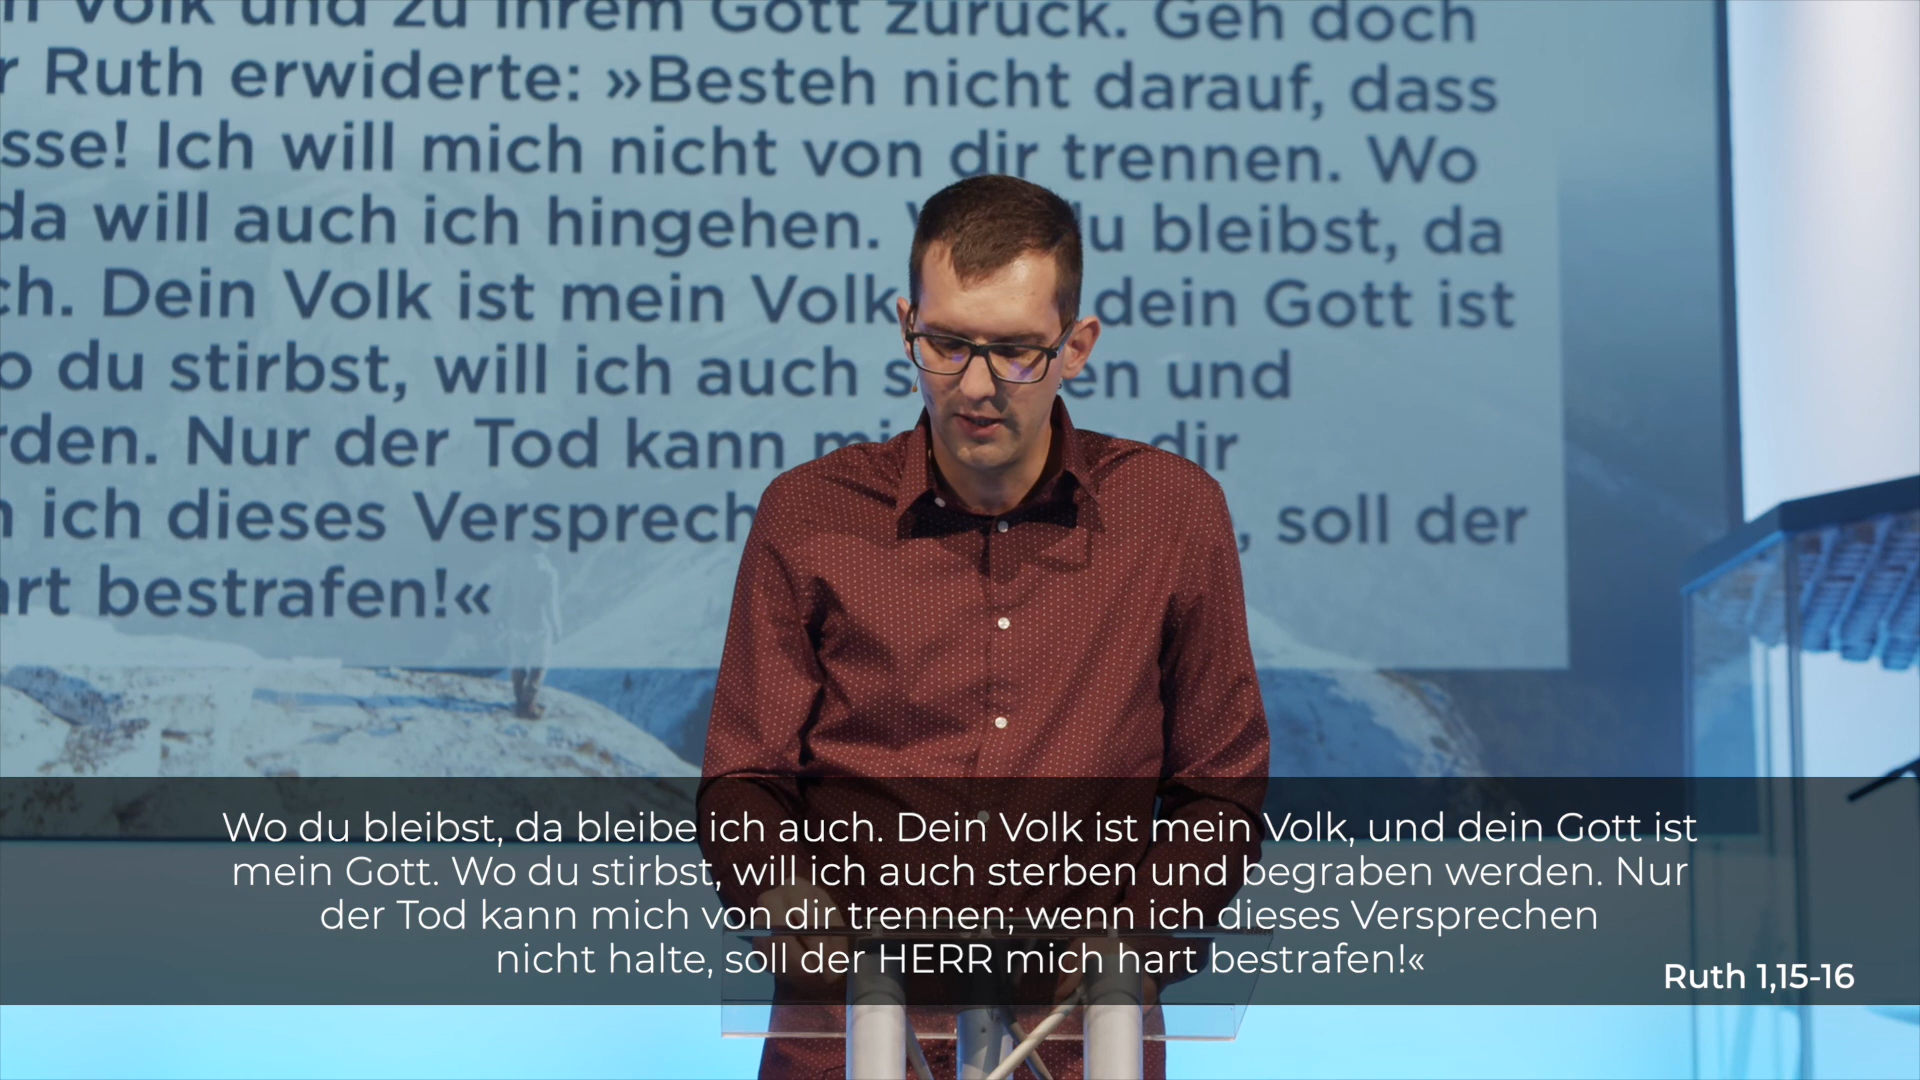 Volk und zu ihrem Gott zurück. Geh doch
Ruth erwiderte: »Besteh nicht darauf, dass
sse! Ich will mich nicht von dir trennen. Wo
da will auch ich hingehen. du bleibst, da
ch. Dein Volk ist mein Volk dein Gott ist
o du stirbst, will ich auch und
rden. Nur der Tod kann dir
ich dieses Versprech , soll der
art bestrafen!«
Wo du bleibst, da bleibe ich auch. Dein Volk ist mein Volk, und dein Gott ist
mein Gott. Wo du stirbst, will ich auch sterben und begraben werden. Nur
der Tod kann mich von dir trennen; wenn ich dieses Versprechen
nicht halte, soll der HERR mich hart bestrafen!«
Ruth 1,15-16